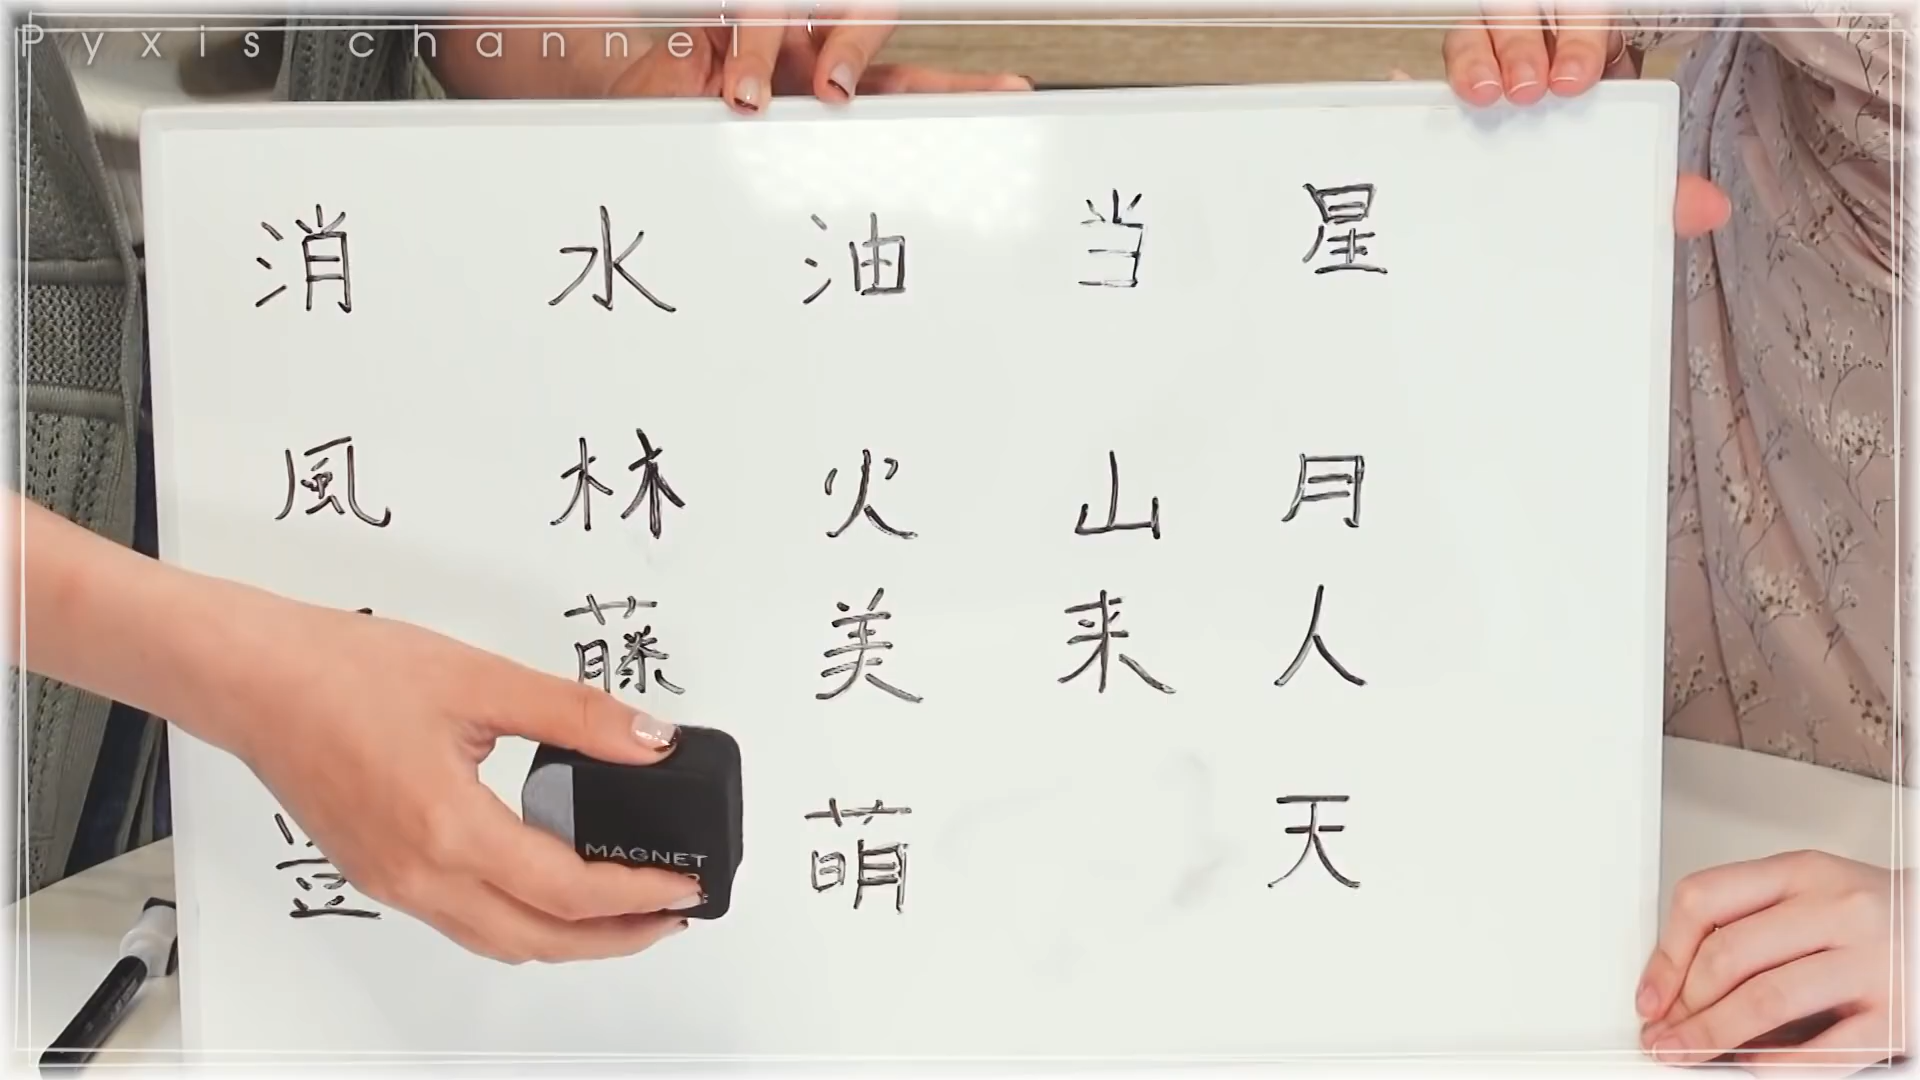 Pyxis channel
消 水 油 当 星
風 林 火 山 月
藤 美 来 人
萌 天
MAGNET